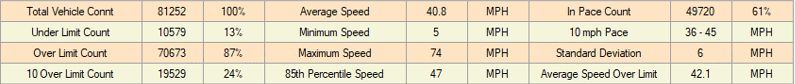 Total Vehicle Connt 81252 100% Average Speed 40.8 MPH In Pace Count 49720 61%
Under Limit Count 10579 13% Minimum Speed 5 MPH 10 mph Pace 36 - 45 MPH
Over Limit Count 70673 87% Maximum Speed 74 MPH Standard Deviation 6 MPH
10 Over Limit Count 19529 24% 85th Percentile Speed 47 MPH Average Speed Over Limit 42.1 MPH